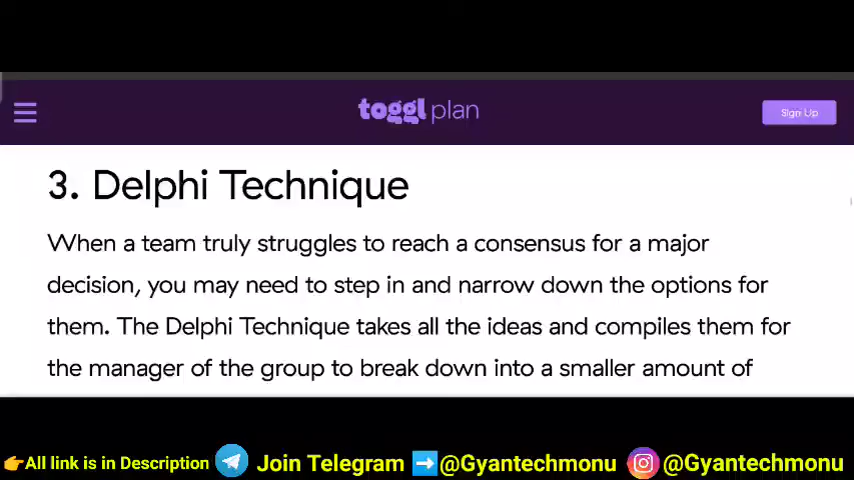 toggl plan
Sign Up
3. Delphi Technique
When a team truly struggles to reach a consensus for a major
decision, you may need to step in and narrow down the options for
them. The Delphi Technique takes all the ideas and compiles them for
the manager of the group to break down into a smaller amount of
👉All link is in Description Join Telegram ➡️@Gyantechmonu @Gyantechmonu